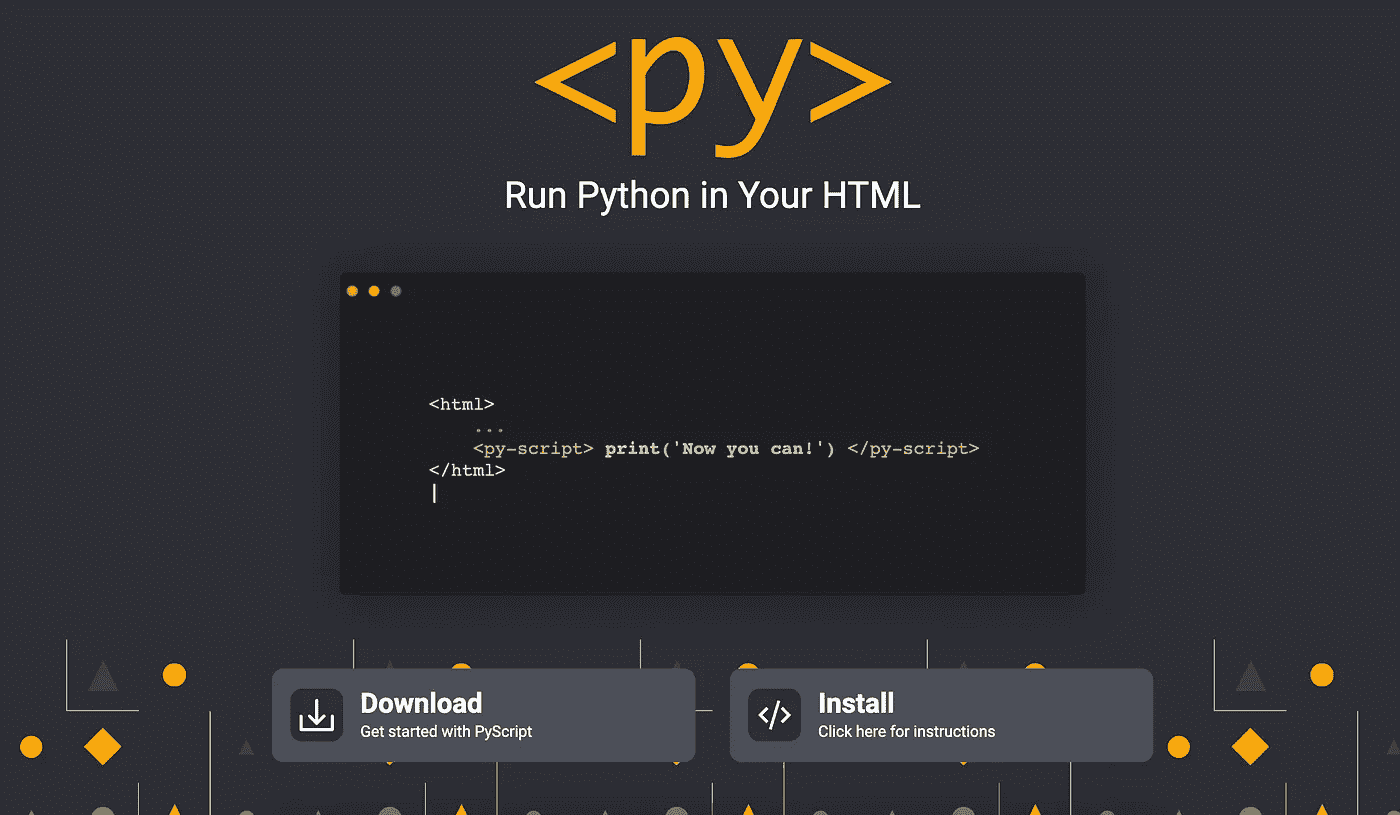 <py>
Run Python in Your HTML
<html>
...
<py-script> print('Now you can!') </py-script>
</html>
|
Download
Get started with PyScript
</>
Install
Click here for instructions